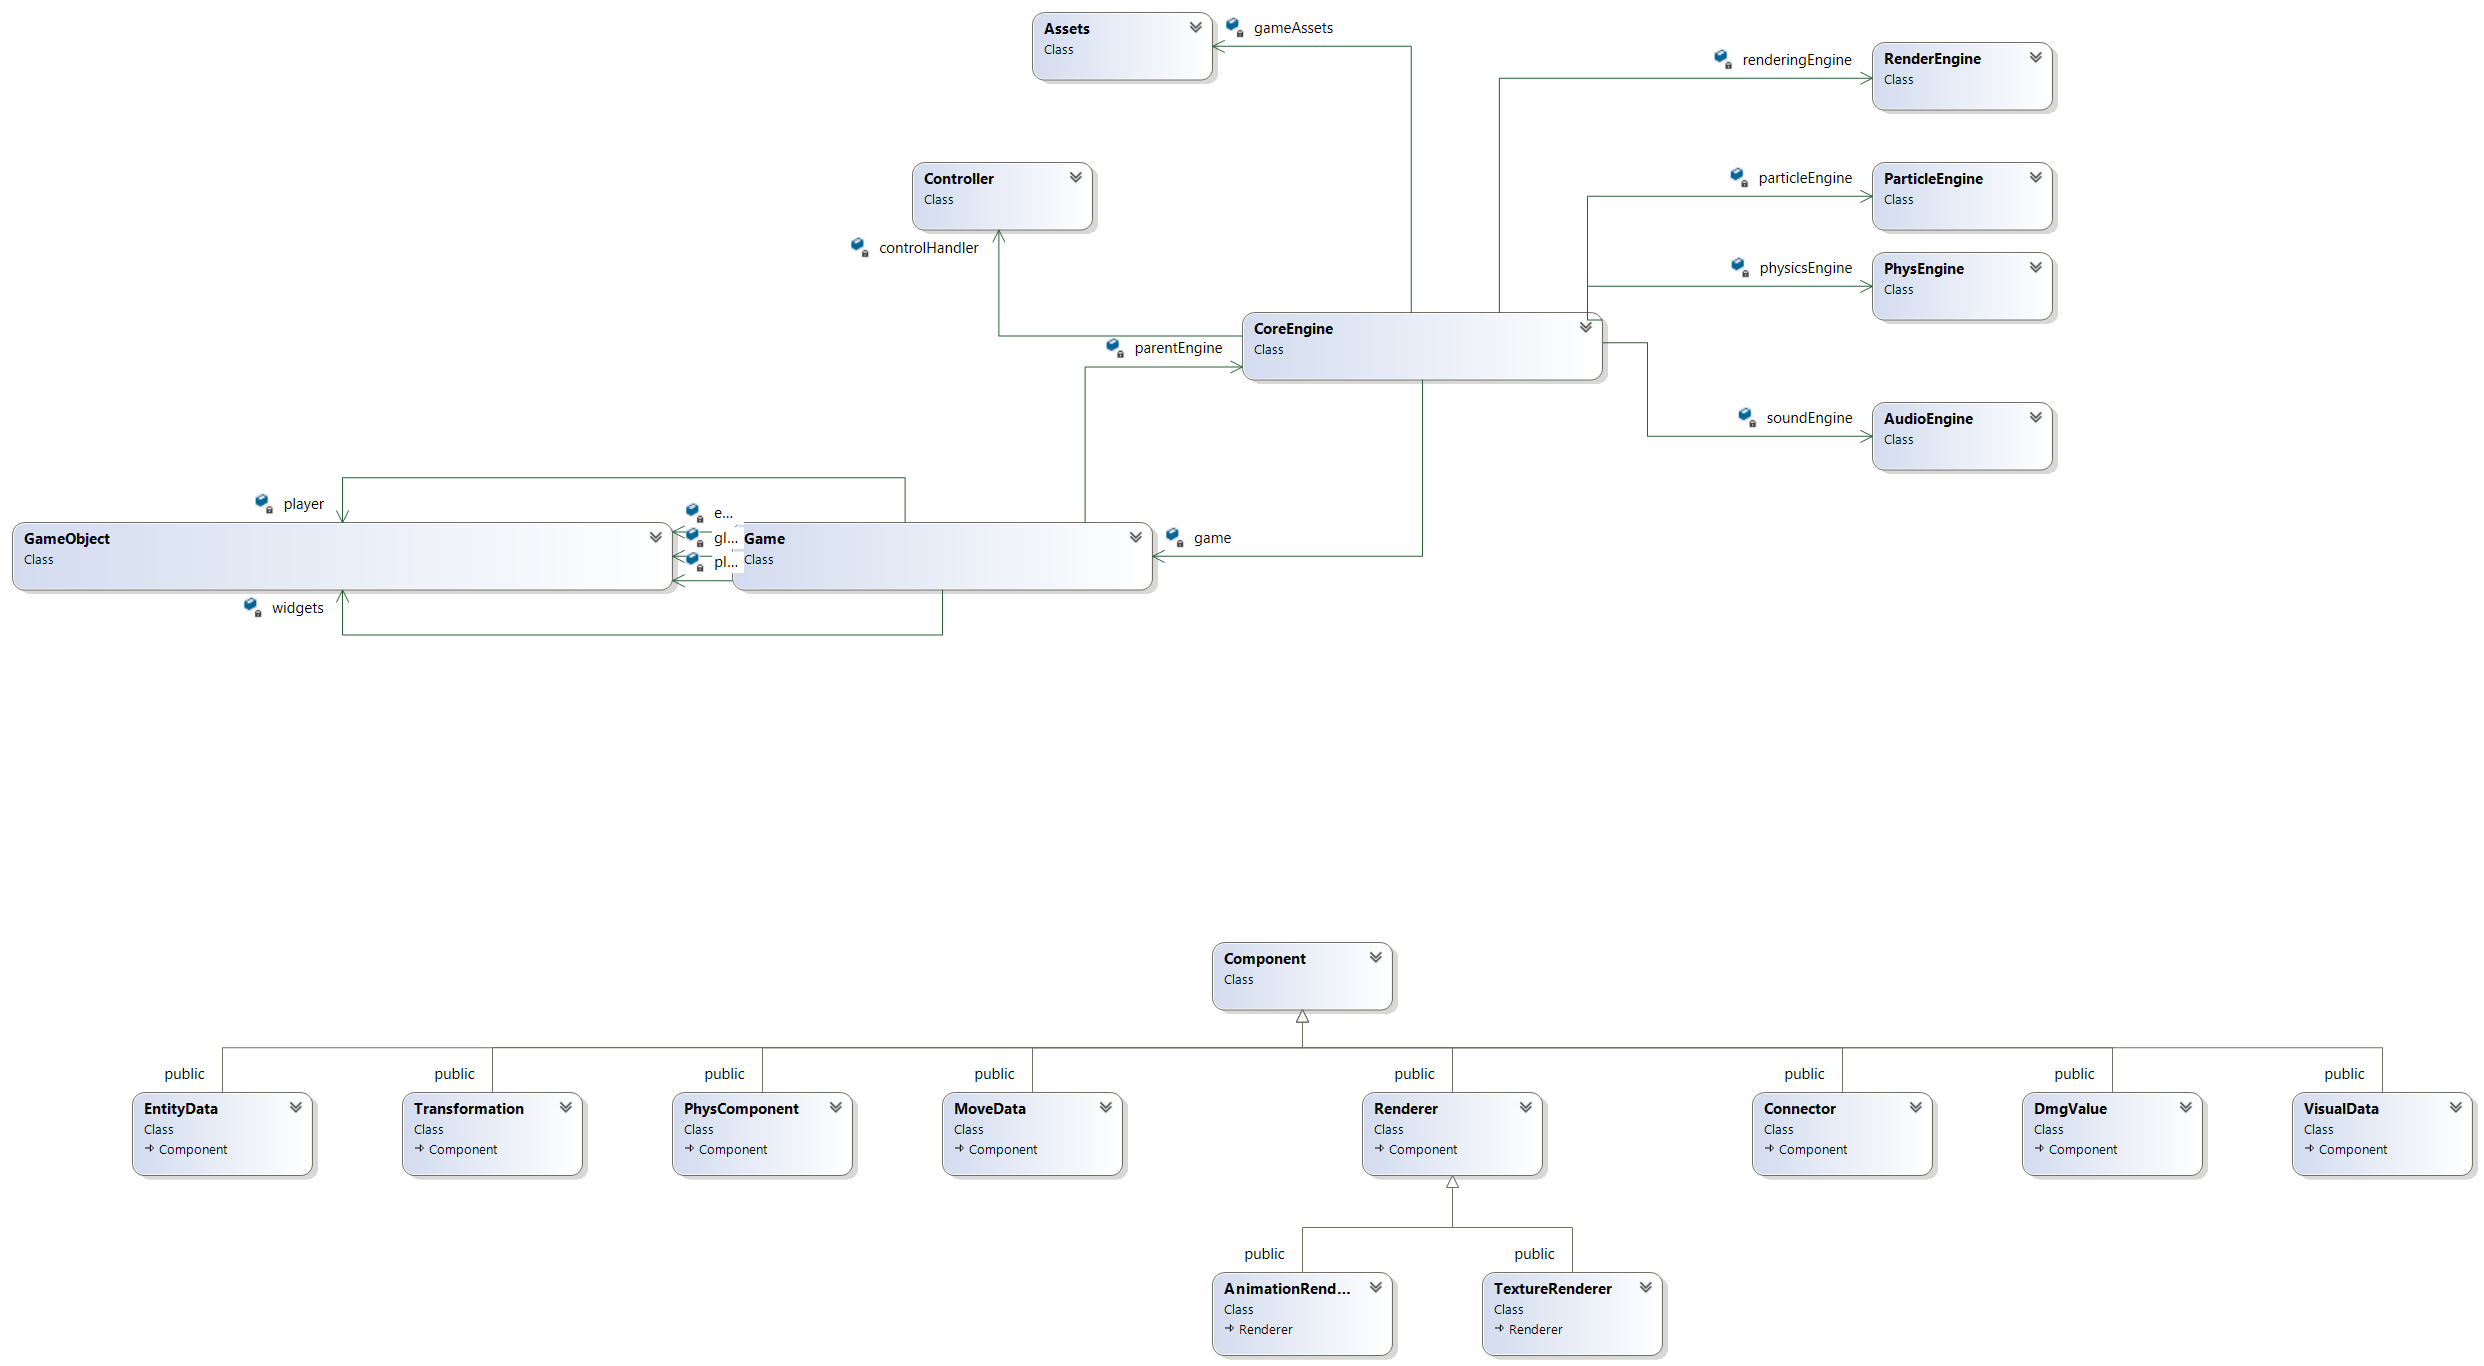 Assets
Class
gameAssets
renderingEngine
RenderEngine
Class
Controller
Class
controlHandler
particleEngine
ParticleEngine
Class
physicsEngine
PhysEngine
Class
CoreEngine
Class
parentEngine
soundEngine
AudioEngine
Class
player
GameObject
Class
e...
gl...
pl...
Game
Class
game
widgets
Component
Class
public
public
public
public
public
public
public
public
EntityData
Class
Component
Transformation
Class
Component
PhysComponent
Class
Component
MoveData
Class
Component
Renderer
Class
Component
Connector
Class
Component
DmgValue
Class
Component
VisualData
Class
Component
public
public
AnimationRend...
Class
Renderer
TextureRenderer
Class
Renderer